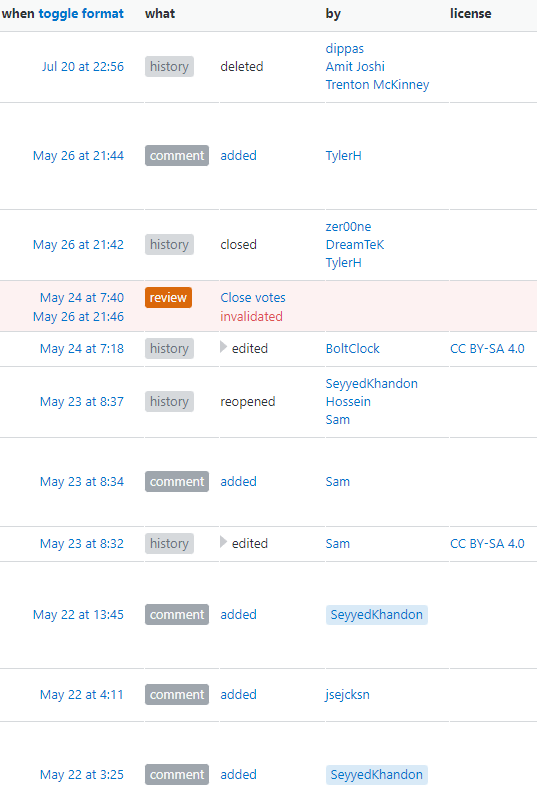 when toggle format what by license
Jul 20 at 22:56 history deleted dippas
Amit Joshi
Trenton McKinney
May 26 at 21:44 comment added TylerH
May 26 at 21:42 history closed zer00ne
DreamTeK
TylerH
May 24 at 7:40 review Close votes
May 26 at 21:46 invalidated
May 24 at 7:18 history edited BoltClock CC BY-SA 4.0
May 23 at 8:37 history reopened SeyyedKhandon
Hossein
Sam
May 23 at 8:34 comment added Sam
May 23 at 8:32 history edited Sam CC BY-SA 4.0
May 22 at 13:45 comment added SeyyedKhandon
May 22 at 4:11 comment added jsejcksn
May 22 at 3:25 comment added SeyyedKhandon